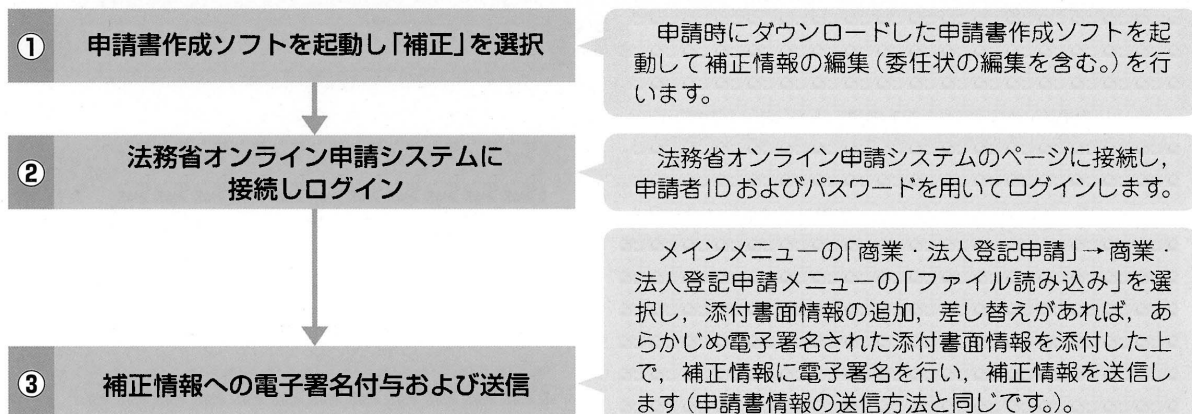 ① 申請書作成ソフトを起動し「補正」を選択
申請時にダウンロードした申請書作成ソフトを起
動して補正情報の編集(委任状の編集を含む。)を行
います。
② 法務省オンライン申請システムに
接続しログイン
法務省オンライン申請システムのページに接続し,
申請者IDおよびパスワードを用いてログインします。
③ 補正情報への電子署名付与および送信
メインメニューの「商業・法人登記申請」→商業・
法人登記申請メニューの「ファイル読み込み」を選
択し,添付書面情報の追加,差し替えがあれば,あ
らかじめ電子署名された添付書面情報を添付した上
で,補正情報に電子署名を行い,補正情報を送信し
ます(申請書情報の送信方法と同じです。)。